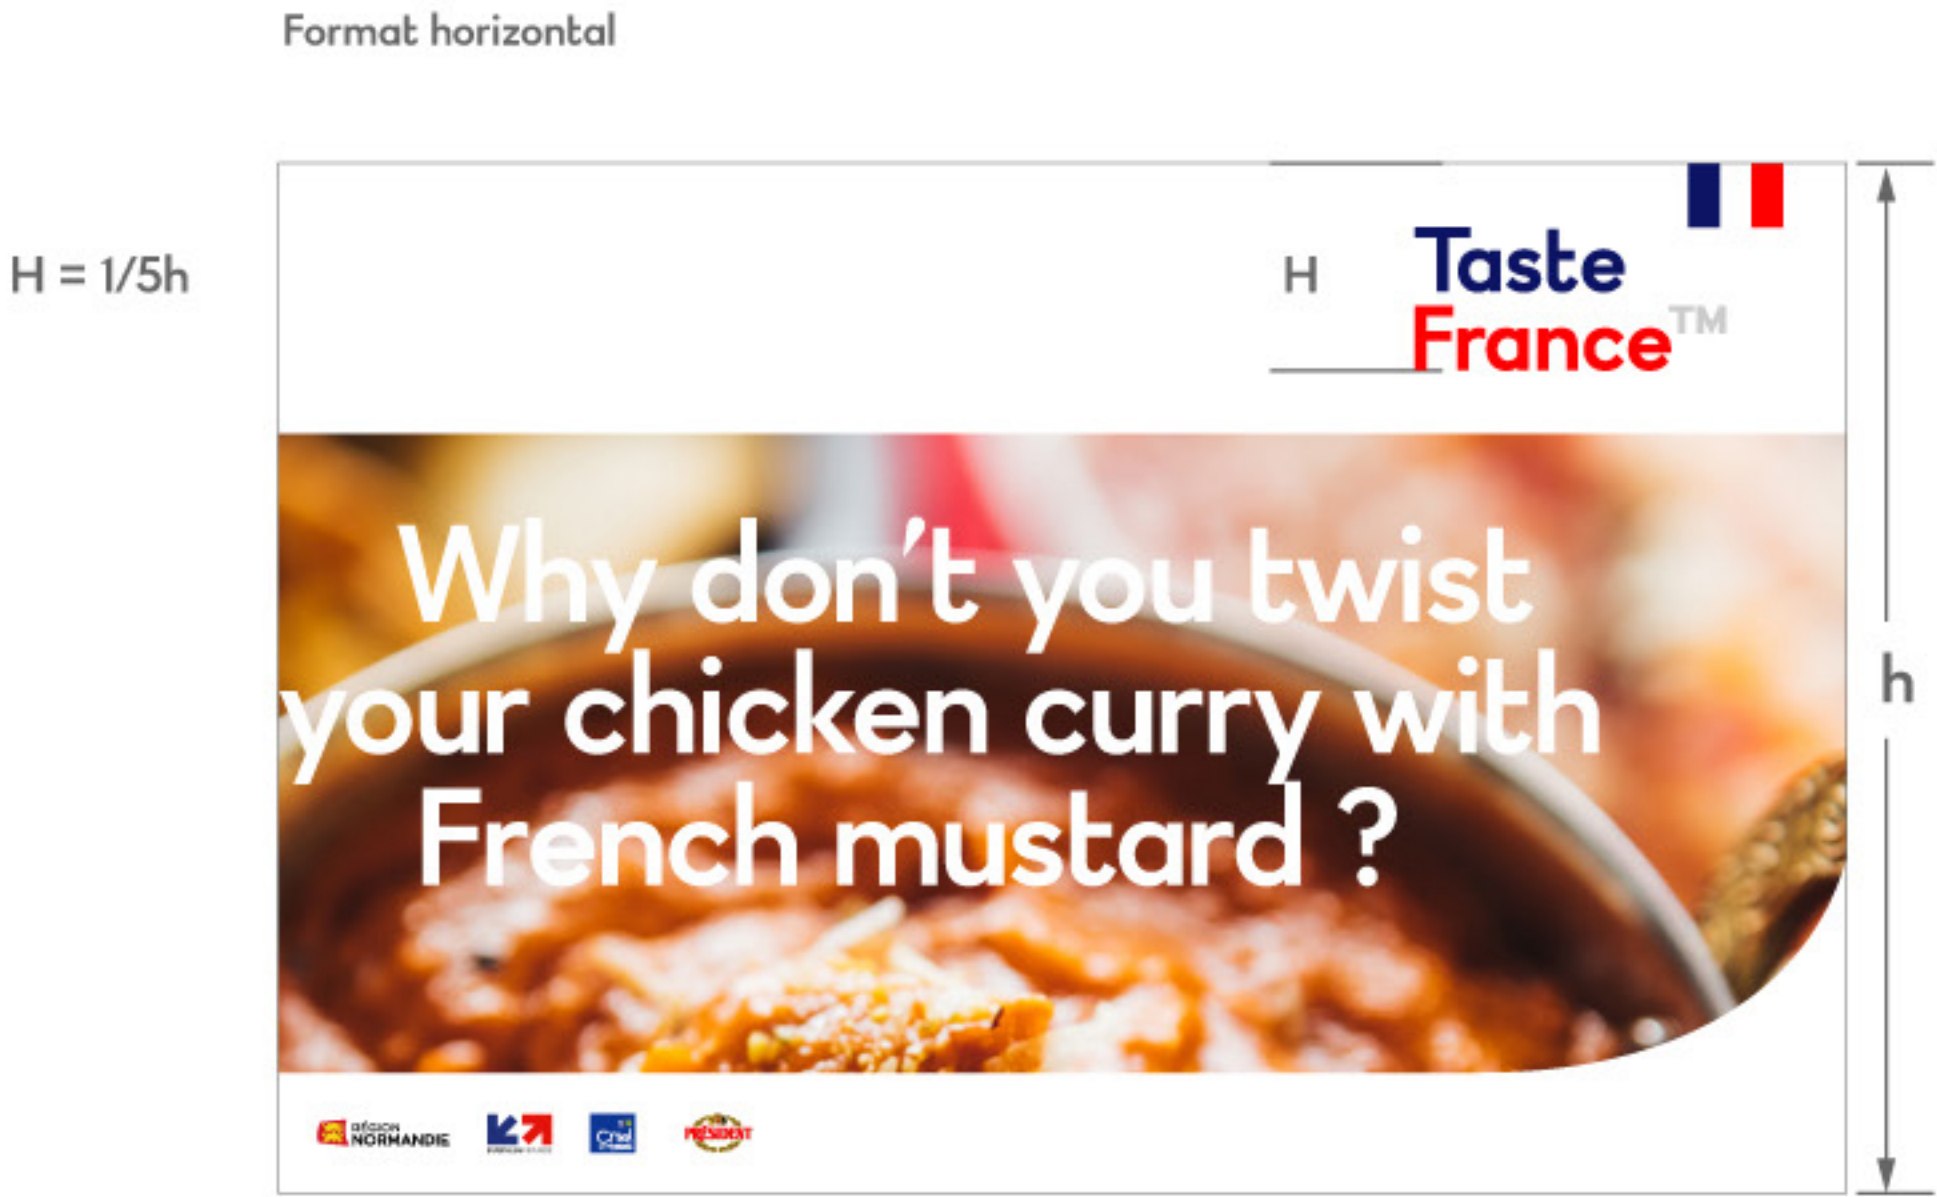 Format horizontal
H = 1/5h
H
Taste
France™
h
Why don't you twist
your chicken curry with
French mustard ?
RÉGION
NORMANDIE
PRÉSIDENT